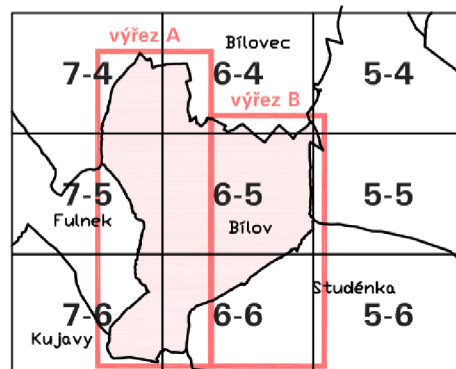 výřez A
Bílovec
7-4
6-4
5-4
výřez B
7-5
6-5
5-5
Fulnek
Bílov
Studénka
7-6
6-6
5-6
Kujavy